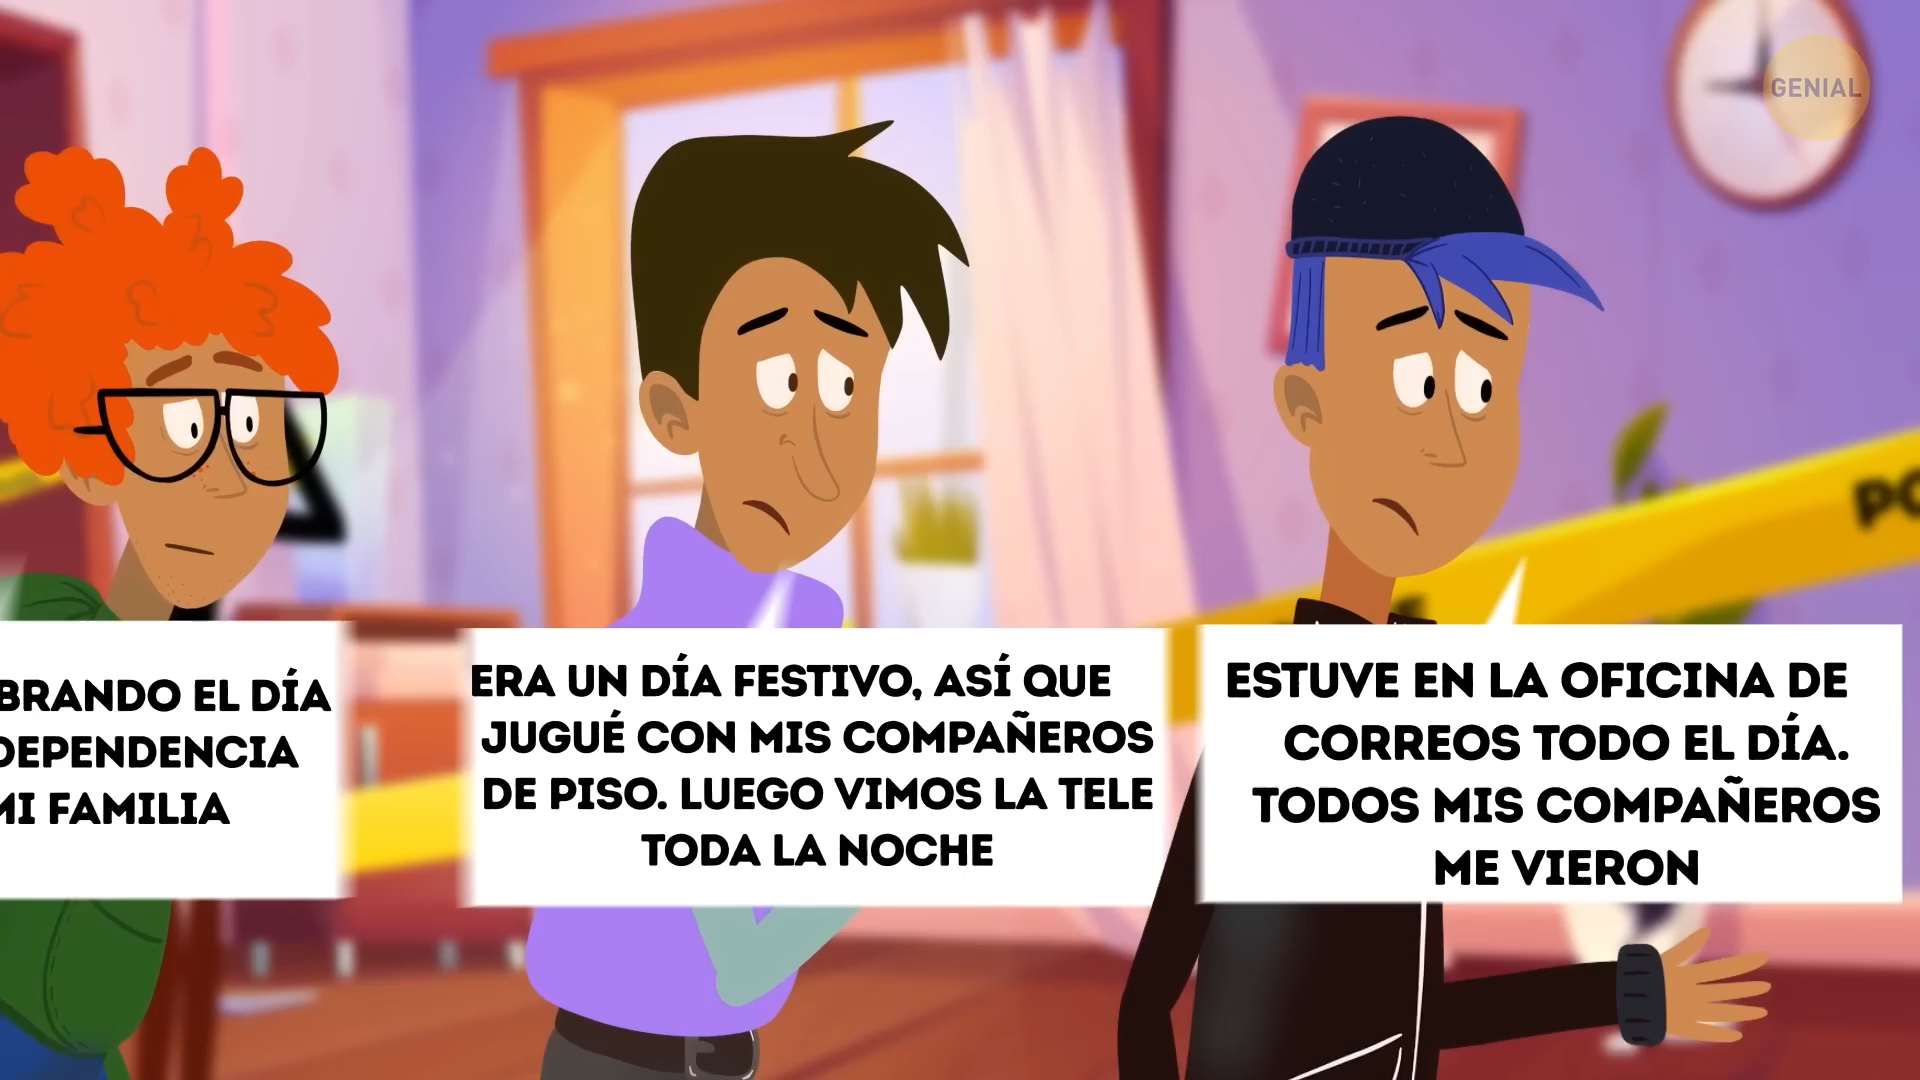 GENIAL
EL DÍA
MI FAMILIA
ERA UN DÍA FESTIVO, ASÍ QUE
JUGUÉ CON MIS COMPAÑEROS
DE PISO. LUEGO VIMOS LA TELE
TODA LA NOCHE
ESTUVE EN LA OFICINA DE
CORREOS TODO EL DÍA.
TODOS MIS COMPAÑEROS
ME VIERON